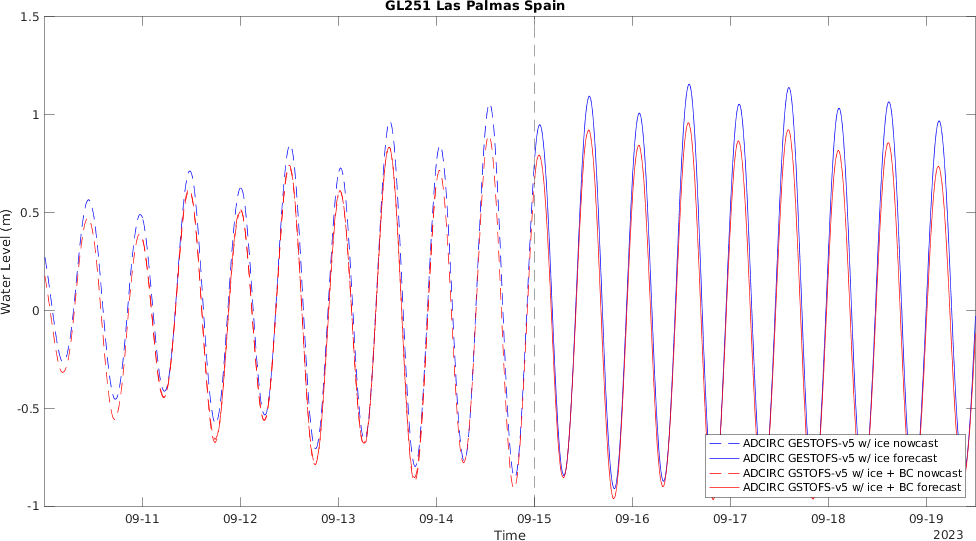 GL251 Las Palmas Spain
1.5
1
0.5
0
-0.5
-1
Water Level (m)
ADCIRC GESTOFS-v5 w/ ice nowcast
ADCIRC GESTOFS-v5 w/ ice forecast
ADCIRC GSTOFS-v5 w/ ice + BC nowcast
ADCIRC GSTOFS-v5 w/ ice + BC forecast
09-11 09-12 09-13 09-14 09-15 09-16 09-17 09-18 09-19
Time
2023